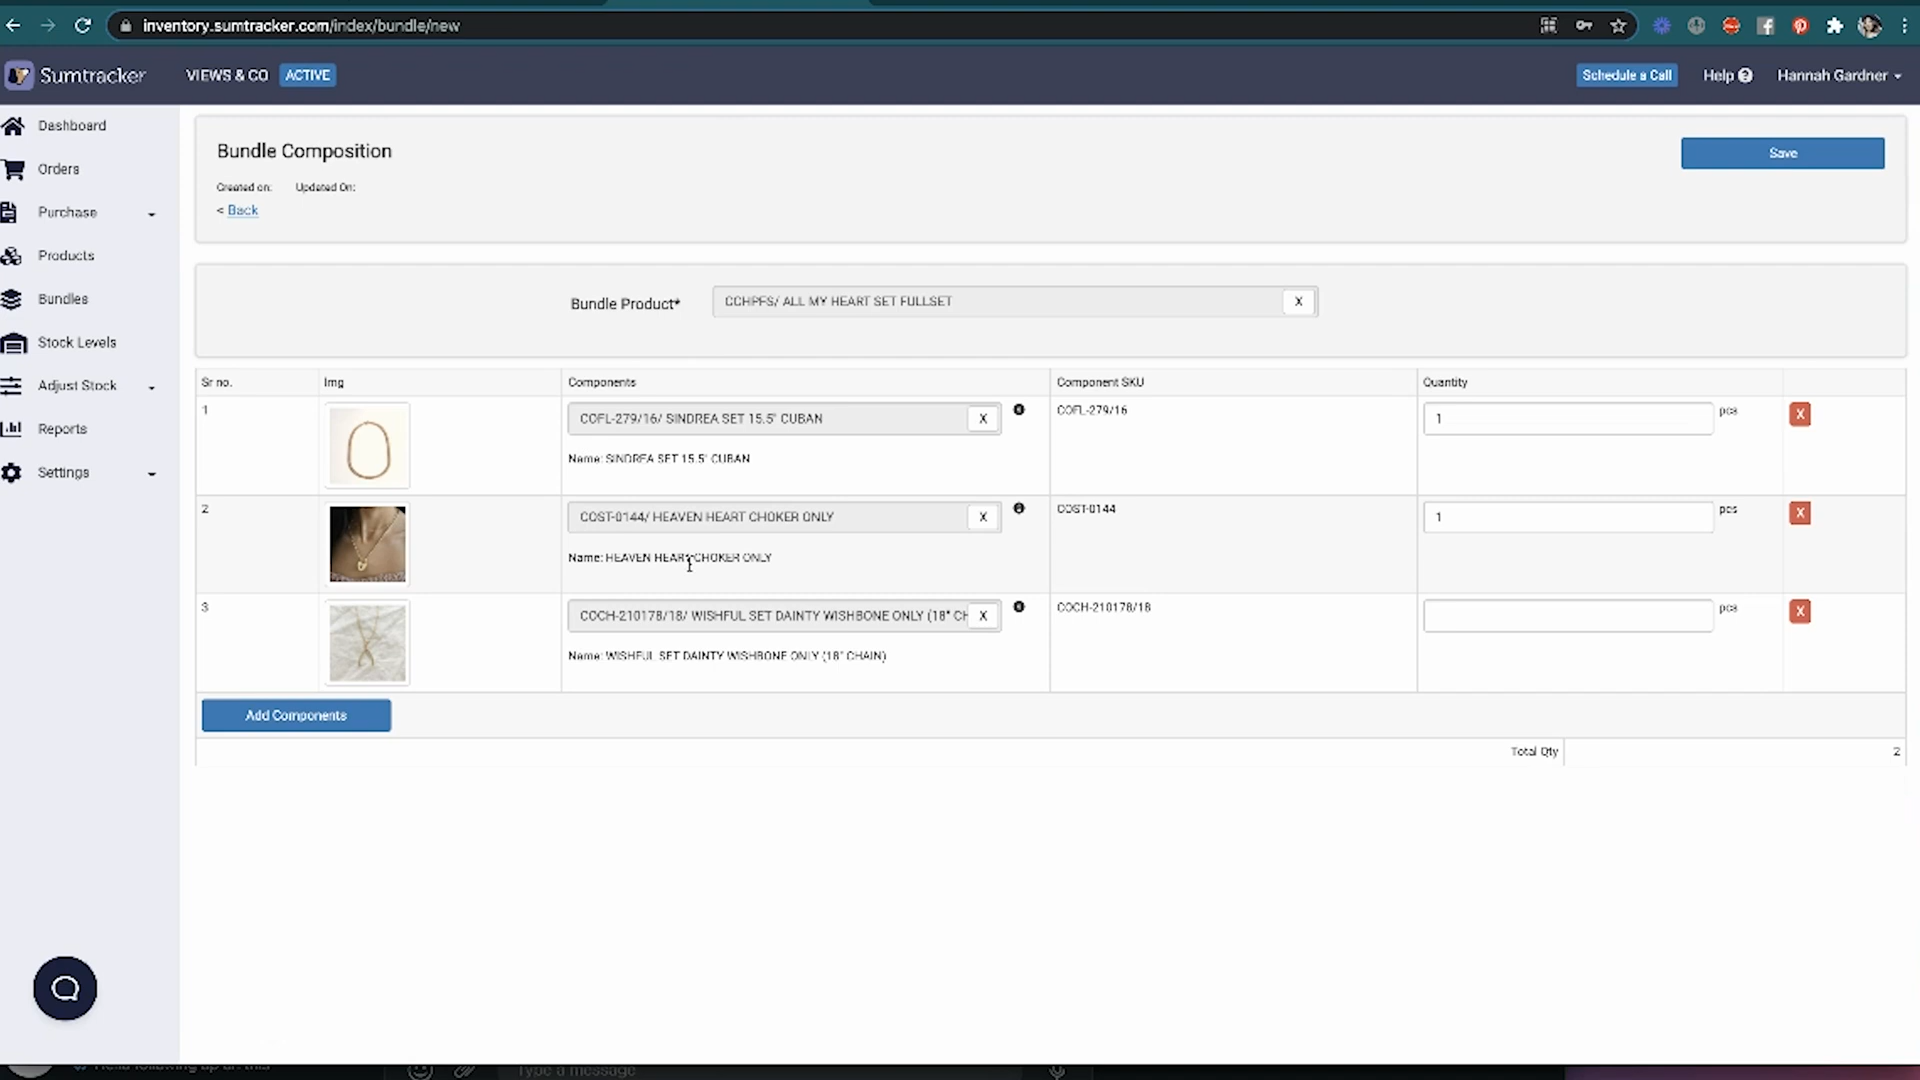 inventory.sumtracker.com/index/bundle/new
Sumtracker
VIEWS & CO
ACTIVE
Schedule a Call
Help
Hannah Gardner
Dashboard
Orders
Purchase
Products
Bundles
Stock Levels
Adjust Stock
Reports
Settings
Bundle Composition
Save
Created on: Updated On:
< Back
Bundle Product*
CCHPFS/ ALL MY HEART SET FULLSET
X
Sr no. Img Components Component SKU Quantity
1
COFL-279/16/ SINDREA SET 15.5" CUBAN
X
COFL-279/16
1
pcs
X
Name: SINDREA SET 15.5" CUBAN
2
COST-0144/ HEAVEN HEART CHOKER ONLY
X
COST-0144
1
pcs
X
Name: HEAVEN HEART CHOKER ONLY
3
COCH-210178/18/ WISHFUL SET DAINTY WISHBONE ONLY (18" CH
X
COCH-210178/18
pcs
X
Name: WISHFUL SET DAINTY WISHBONE ONLY (18" CHAIN)
Add Components
Total Qty 2
Type a message